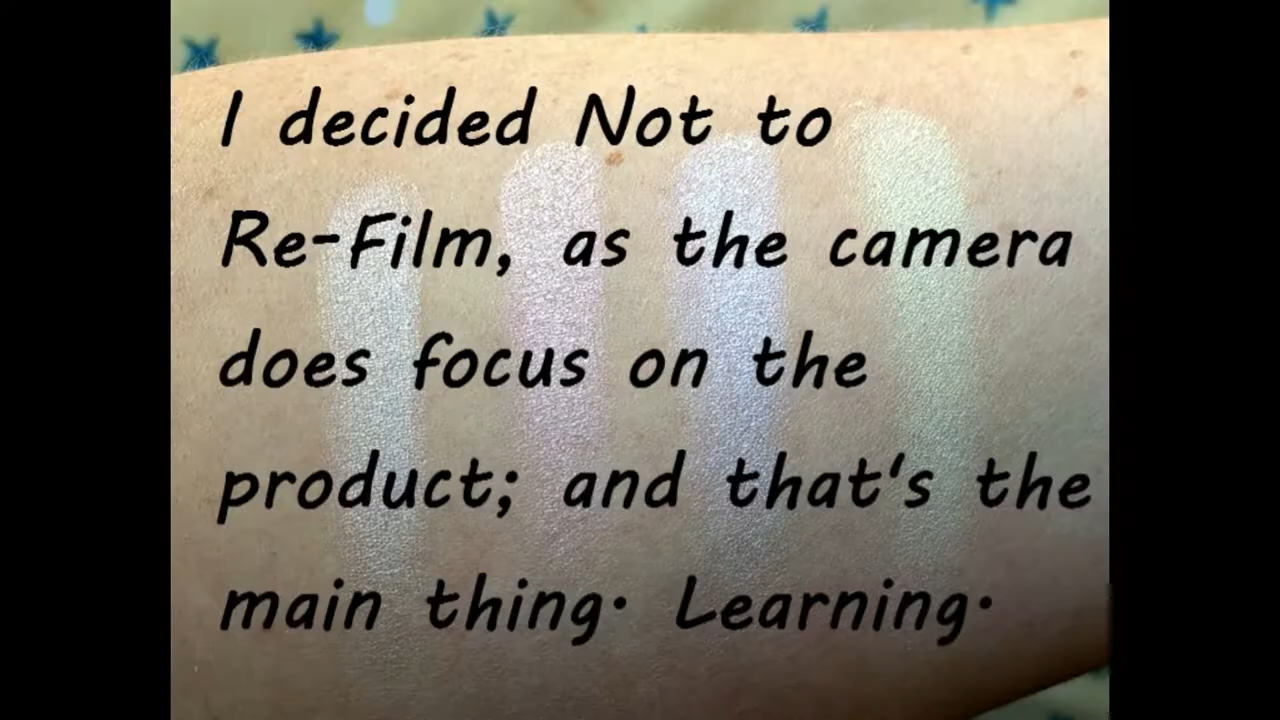 I decided Not to
Re-Film, as the camera
does focus on the
product; and that's the
main thing. Learning.